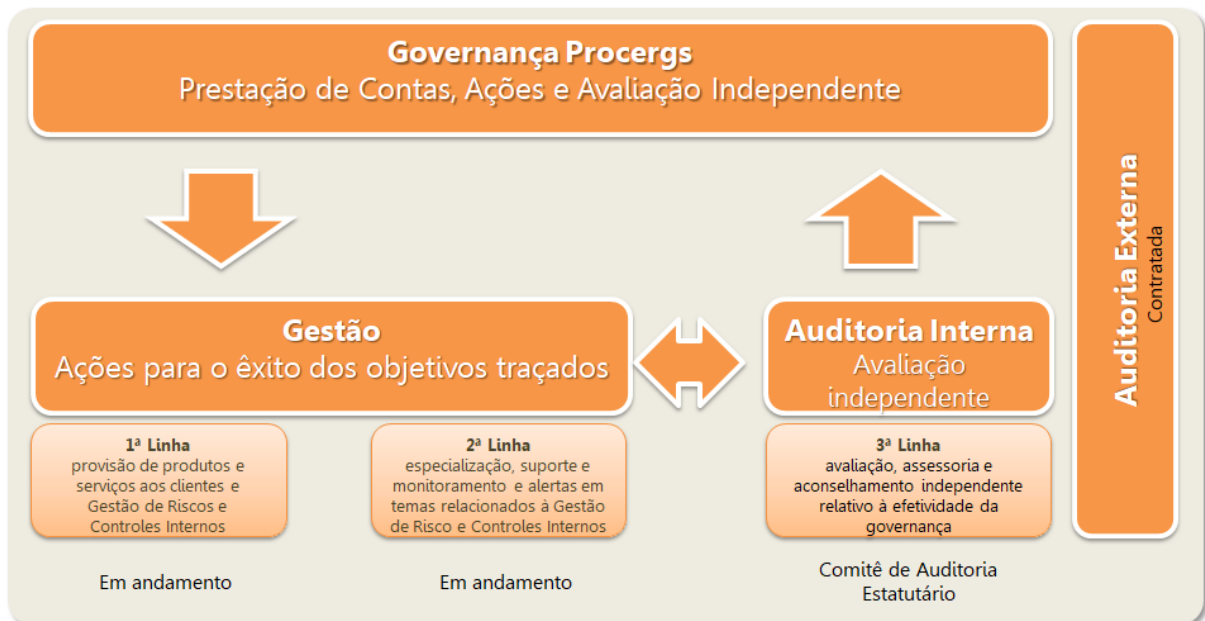 Governança Procergs
Prestação de Contas, Ações e Avaliação Independente
Auditoria Externa
Contratada
Gestão
Ações para o êxito dos objetivos traçados
Auditoria Interna
Avaliação
independente
1ª Linha
provisão de produtos e
serviços aos clientes e
Gestão de Riscos e
Controles Internos
2ª Linha
especialização, suporte e
monitoramento e alertas em
temas relacionados à Gestão
de Risco e Controles Internos
3ª Linha
avaliação, assessoria e
aconselhamento independente
relativo à efetividade da
governança
Em andamento
Em andamento
Comitê de Auditoria
Estatutário